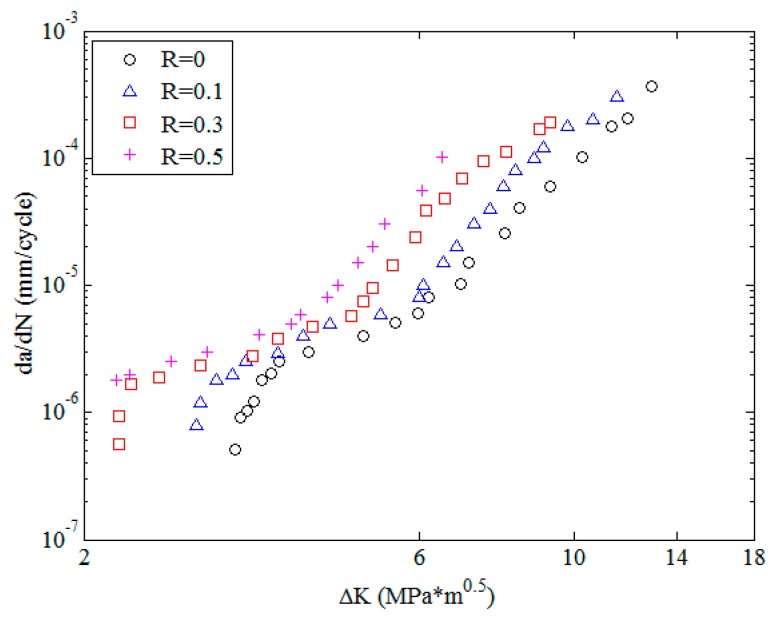 10^-3
10^-4
10^-5
10^-6
10^-7
da/dN (mm/cycle)
R=0
R=0.1
R=0.3
R=0.5
2 6 10 14 18
ΔK (MPa*m^0.5)